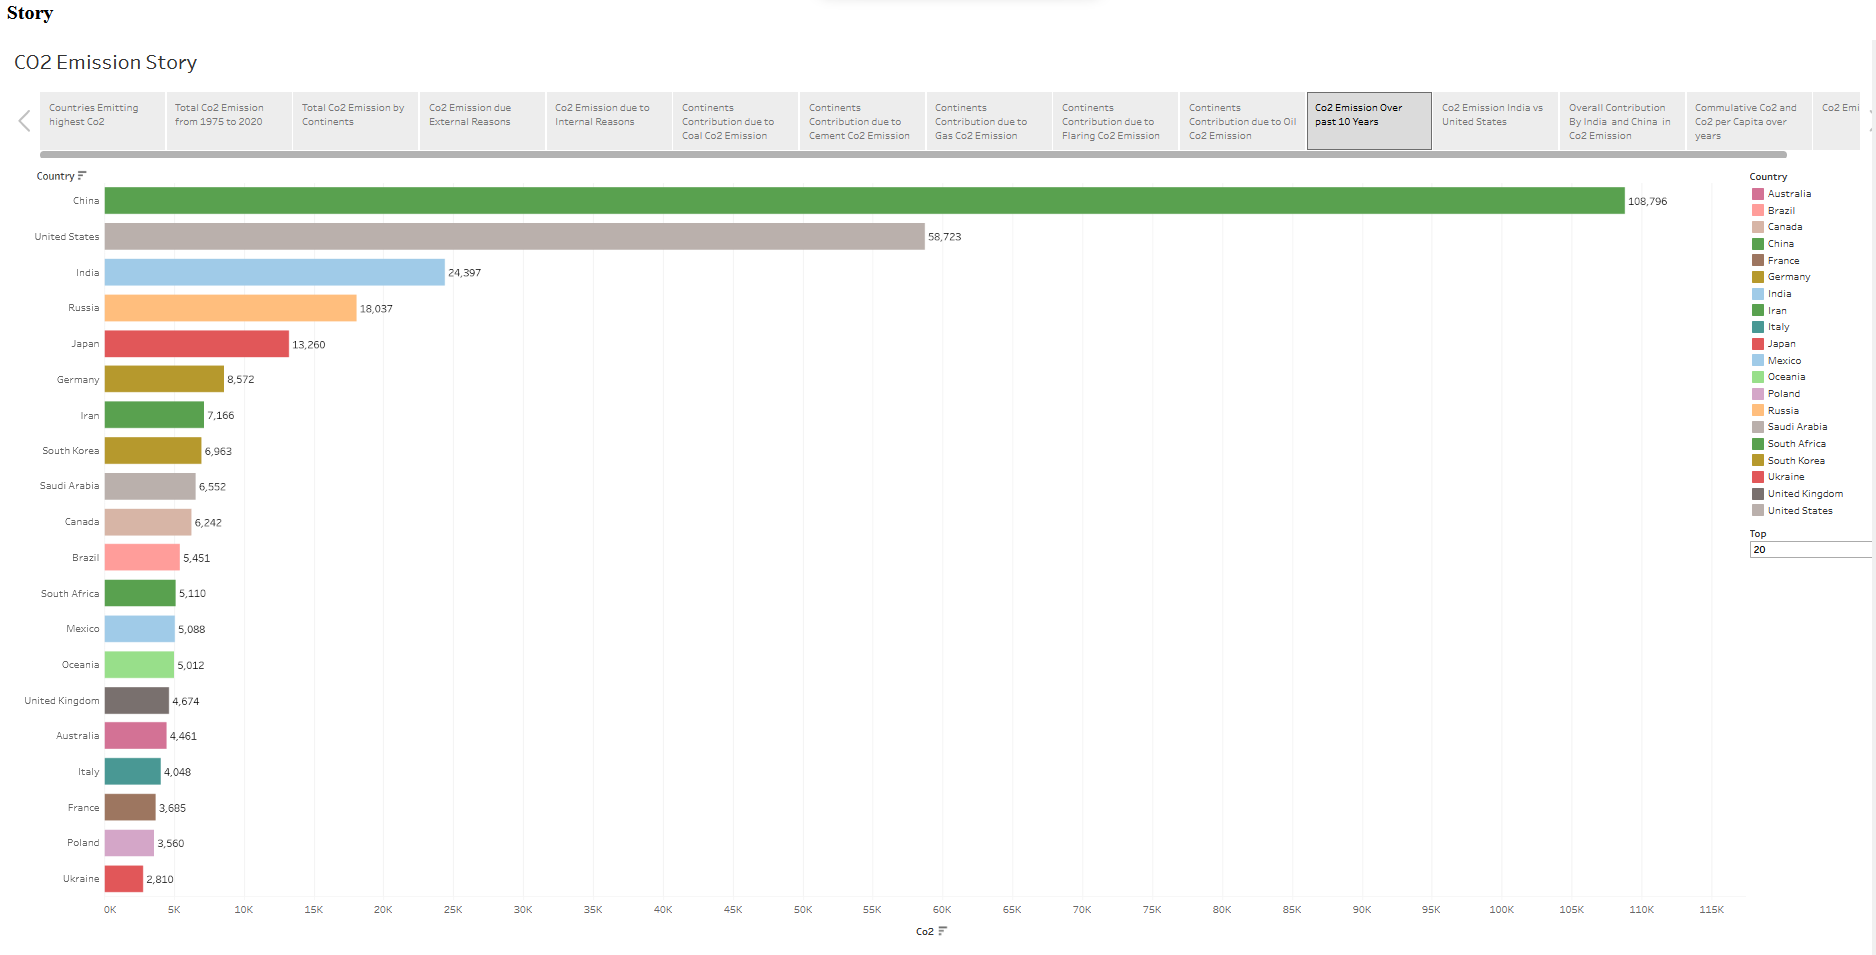 Story
CO2 Emission Story
Countries Emitting
highest Co2
Total Co2 Emission
from 1975 to 2020
Total Co2 Emission by
Continents
Co2 Emission due
External Reasons
Co2 Emission due to
Internal Reasons
Continents
Contribution due to
Coal Co2 Emission
Continents
Contribution due to
Cement Co2 Emission
Continents
Contribution due to
Gas Co2 Emission
Continents
Contribution due to
Flaring Co2 Emission
Continents
Contribution due to Oil
Co2 Emission
Co2 Emission Over
past 10 Years
Co2 Emission India vs
United States
Overall Contribution
By India and China in
Co2 Emission
Commulative Co2 and
Co2 per Capita over
years
Co2 Emi
Country
China 108,796
United States 58,723
India 24,397
Russia 18,037
Japan 13,260
Germany 8,572
Iran 7,166
South Korea 6,963
Saudi Arabia 6,552
Canada 6,242
Brazil 5,451
South Africa 5,110
Mexico 5,088
Oceania 5,012
United Kingdom 4,674
Australia 4,461
Italy 4,048
France 3,685
Poland 3,560
Ukraine 2,810
0K 5K 10K 15K 20K 25K 30K 35K 40K 45K 50K 55K 60K 65K 70K 75K 80K 85K 90K 95K 100K 105K 110K 115K
Co2
Country
Australia
Brazil
Canada
China
France
Germany
India
Iran
Italy
Japan
Mexico
Oceania
Poland
Russia
Saudi Arabia
South Africa
South Korea
Ukraine
United Kingdom
United States
Top
20